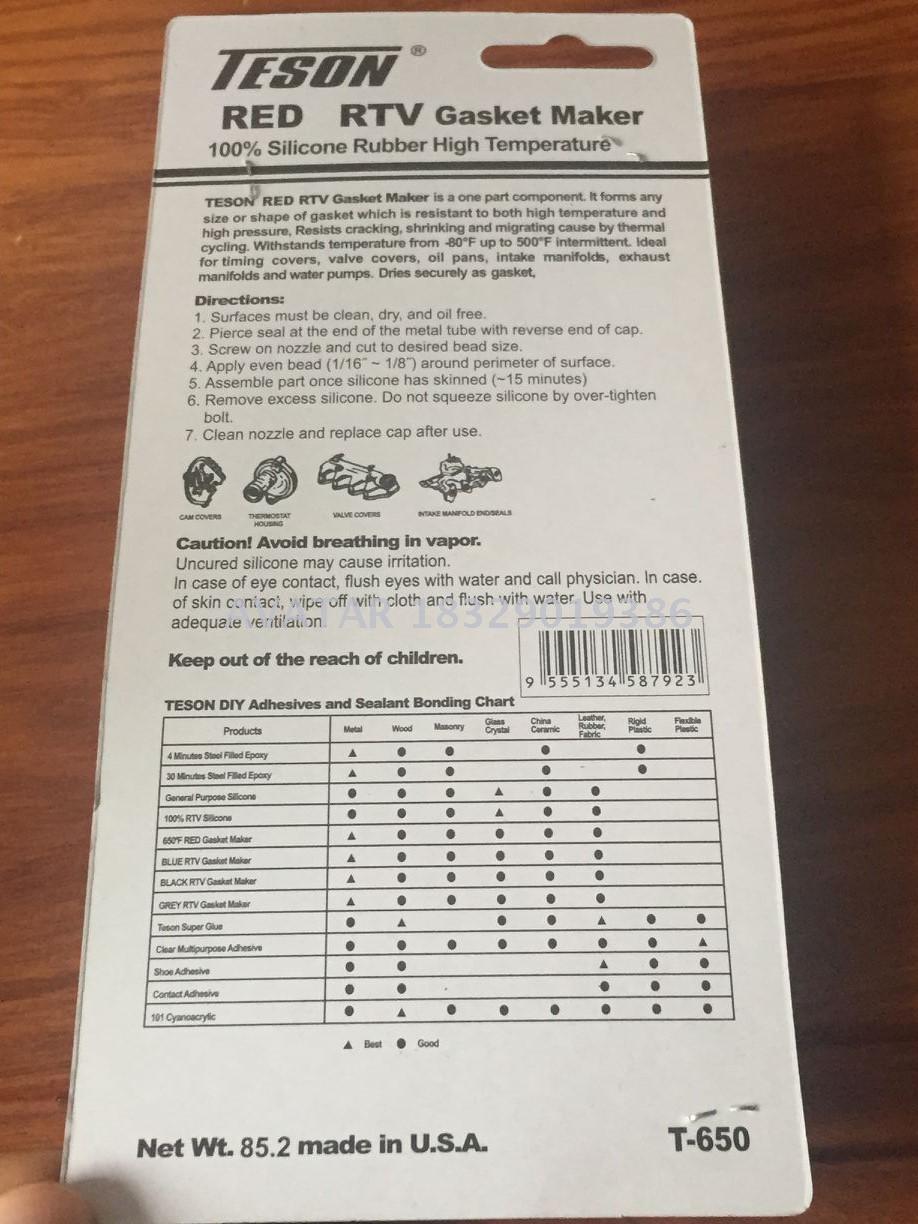 TESON®
RED RTV Gasket Maker
100% Silicone Rubber High Temperature
TESON RED RTV Gasket Maker is a one part component. It forms any
size or shape of gasket which is resistant to both high temperature and
high pressure, Resists cracking, shrinking and migrating cause by thermal
cycling. Withstands temperature from -80°F up to 500°F intermittent. Ideal
for timing covers, valve covers, oil pans, intake manifolds, exhaust
manifolds and water pumps. Dries securely as gasket,
Directions:
1. Surfaces must be clean, dry, and oil free.
2. Pierce seal at the end of the metal tube with reverse end of cap.
3. Screw on nozzle and cut to desired bead size.
4. Apply even bead (1/16″ ~ 1/8″) around perimeter of surface.
5. Assemble part once silicone has skinned (~15 minutes)
6. Remove excess silicone. Do not squeeze silicone by over-tighten
bolt.
7. Clean nozzle and replace cap after use.
CAM COVERS THERMOSTAT HOUSING VALVE COVERS INTAKE MANIFOLD END/SEALS
Caution! Avoid breathing in vapor.
Uncured silicone may cause irritation.
In case of eye contact, flush eyes with water and call physician. In case.
of skin contact, wipe off with cloth and flush with water. Use with
AVATAR 18329019386
adequate ventilation.
Keep out of the reach of children.
9 555134 587923
TESON DIY Adhesives and Sealant Bonding Chart
Products Metal Wood Masonry Glass Crystal China Ceramic Leather, Rubber, Fabric Rigid Plastic Flexible Plastic
4 Minutes Steel Filled Epoxy ▲ ● ● ● ●
30 Minutes Steel Filled Epoxy ▲ ● ● ● ●
General Purpose Silicone ● ● ● ▲ ● ●
100% RTV Silicone ● ● ● ▲ ● ●
650°F RED Gasket Maker ▲ ● ● ● ● ●
BLUE RTV Gasket Maker ▲ ● ● ● ● ●
BLACK RTV Gasket Maker ▲ ● ● ● ● ●
GREY RTV Gasket Maker ▲ ● ● ● ● ●
Teson Super Glue ● ▲ ● ● ▲ ● ●
Clear Multipurpose Adhesive ● ● ● ● ● ● ● ▲
Shoe Adhesive ● ● ▲ ● ●
Contact Adhesive ● ● ● ● ●
101 Cyanoacrylic ● ▲ ● ● ● ● ● ●
▲ Best ● Good
Net Wt. 85.2 made in U.S.A.
T-650